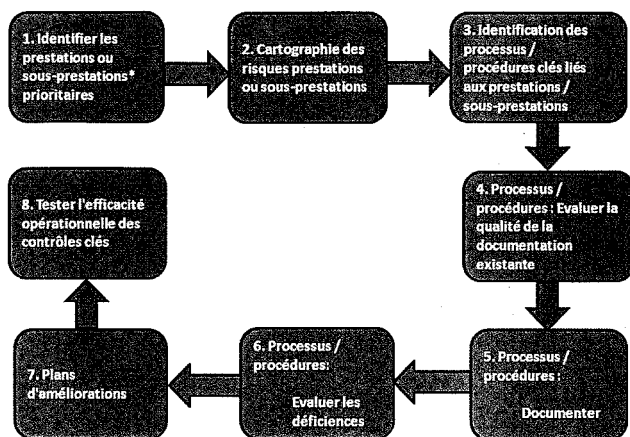 1. Identifier les
prestations ou
sous-prestations*
prioritaires
2. Cartographie des
risques prestations
ou sous-prestations
3. Identification des
processus /
procédures clés liés
aux prestations /
sous-prestations
4. Processus /
procédures : Evaluer la
qualité de la
documentation
existante
5. Processus /
procédures :
Documenter
6. Processus /
procédures:
Evaluer les
déficiences
7. Plans
d'améliorations
8. Tester l'efficacité
opérationnelle des
contrôles clés